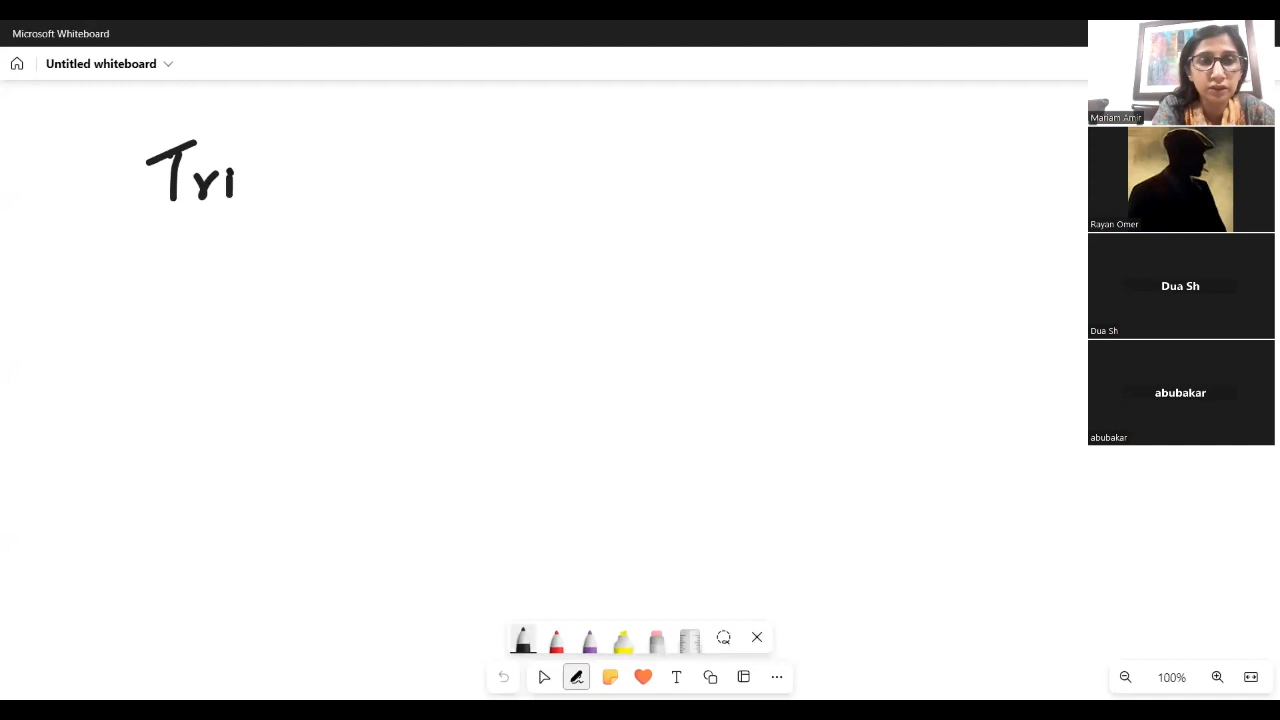 Microsoft Whiteboard
Untitled whiteboard
Tri
Mariam Amir
Rayan Omer
Dua Sh
Dua Sh
abubakar
abubakar
T
100%